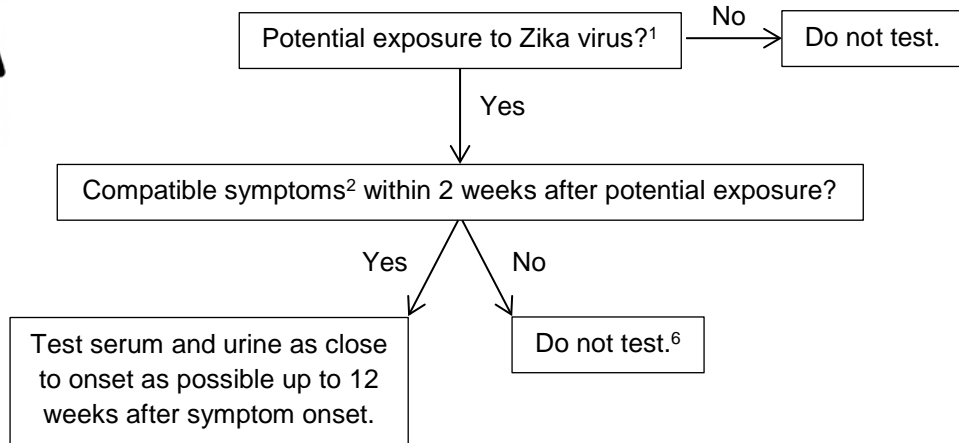 Potential exposure to Zika virus?¹
No
Do not test.
Yes
Compatible symptoms² within 2 weeks after potential exposure?
Yes
No
Test serum and urine as close
to onset as possible up to 12
weeks after symptom onset.
Do not test.⁶